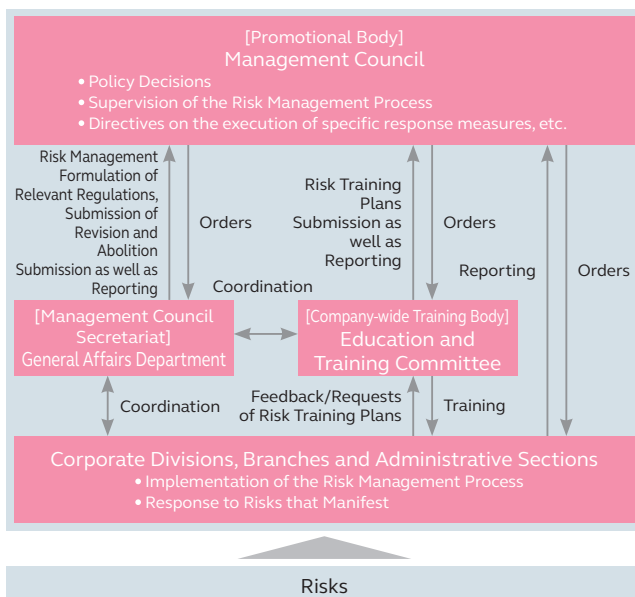 [Promotional Body]
Management Council
• Policy Decisions
• Supervision of the Risk Management Process
• Directives on the execution of specific response measures, etc.
Risk Management
Formulation of
Relevant Regulations,
Submission of
Revision and
Abolition
Submission as well as
Reporting
Orders
Risk Training
Plans
Submission as
well as
Reporting
Orders
Reporting
Orders
Coordination
[Management Council
Secretariat]
General Affairs Department
[Company-wide Training Body]
Education and
Training Committee
Coordination
Feedback/Requests
of Risk Training Plans
Training
Corporate Divisions, Branches and Administrative Sections
• Implementation of the Risk Management Process
• Response to Risks that Manifest
Risks